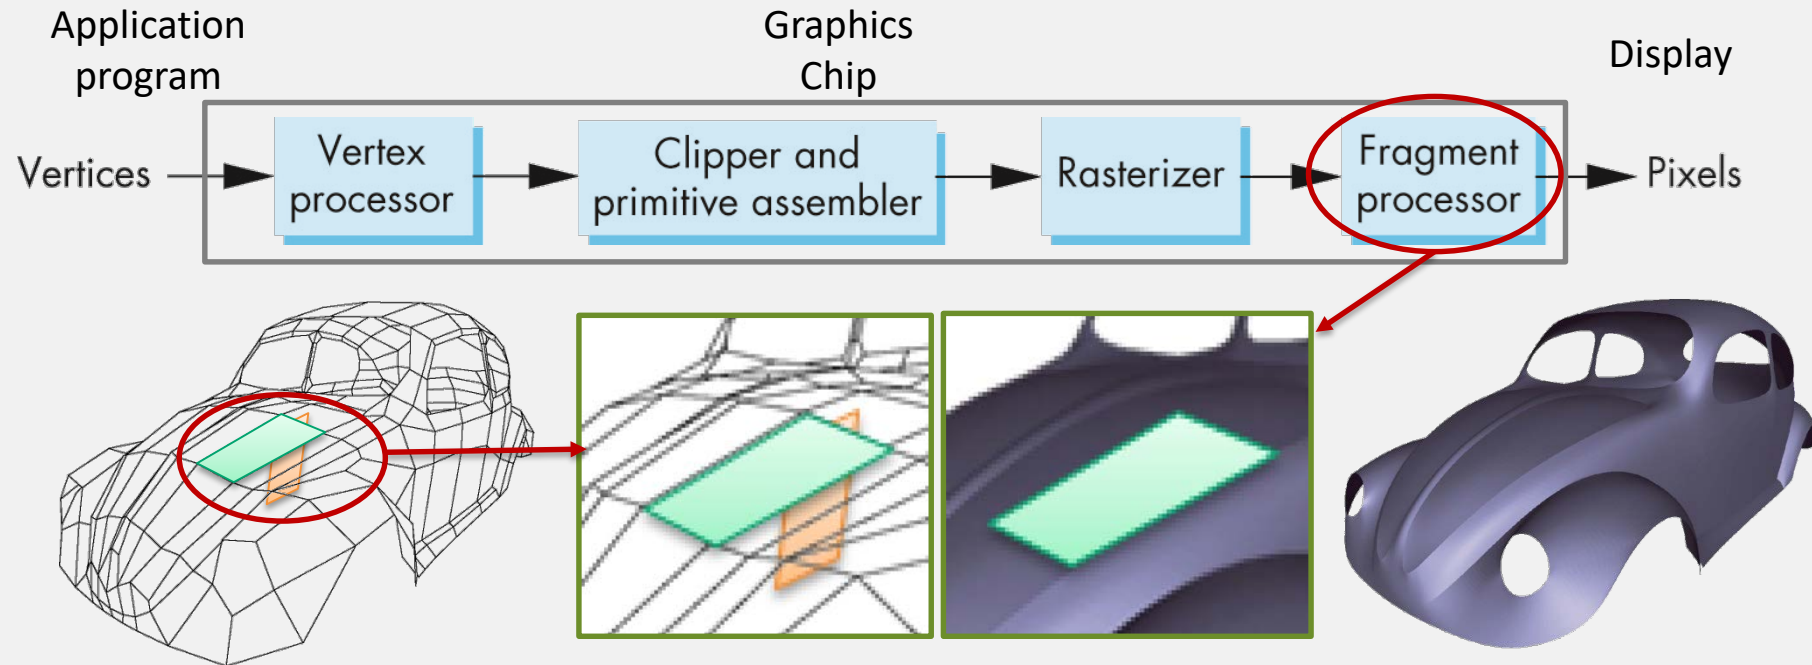 Application
program
Graphics
Chip
Display
Vertices
Vertex
processor
Clipper and
primitive assembler
Rasterizer
Fragment
processor
Pixels